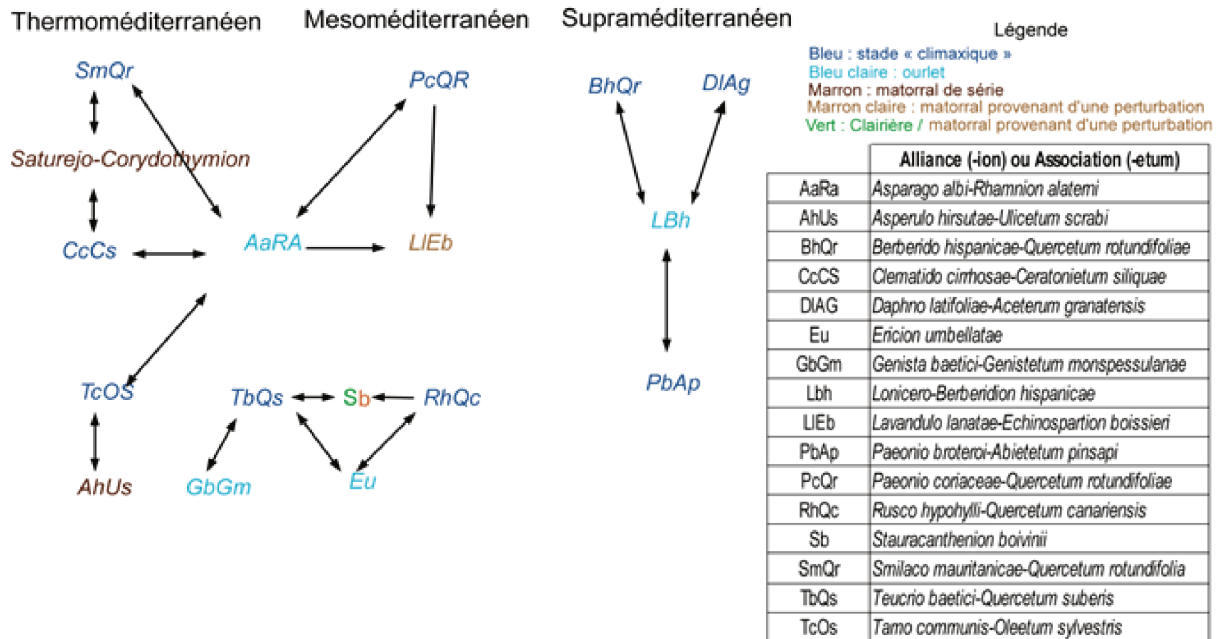 Thermoméditerranéen
Mesoméditerranéen
Supraméditerranéen
SmQr
Saturejo-Corydothymion
CcCs
AaRA
PcQR
LlEb
TcOS
AhUs
TbQs
Sb
RhQc
GbGm
Eu
BhQr
DlAg
LBh
PbAp
Légende
Bleu : stade « climaxique »
Bleu claire : ourlet
Marron : matorral de série
Marron claire : matorral provenant d'une perturbation
Vert : Clairière / matorral provenant d'une perturbation
Alliance (-ion) ou Association (-etum)
AaRa Asparago albi-Rhamnion alaterni
AhUs Asperulo hirsutae-Ulicetum scrabi
BhQr Berberido hispanicae-Quercetum rotundifoliae
CcCS Clematido cirrhosae-Ceratonietum siliquae
DlAG Daphno latifoliae-Aceterum granatensis
Eu Ericion umbellatae
GbGm Genista baetici-Genistetum monspessulanae
Lbh Lonicero-Berberidion hispanicae
LlEb Lavandulo lanatae-Echinospartion boissieri
PbAp Paeonio broteroi-Abietetum pinsapi
PcQr Paeonio coriaceae-Quercetum rotundifoliae
RhQc Rusco hypohylli-Quercetum canariensis
Sb Stauracanthenion boivinii
SmQr Smilaco mauritanicae-Quercetum rotundifolia
TbQs Teucrio baetici-Quercetum suberis
TcOs Tamo communis-Oleetum sylvestris